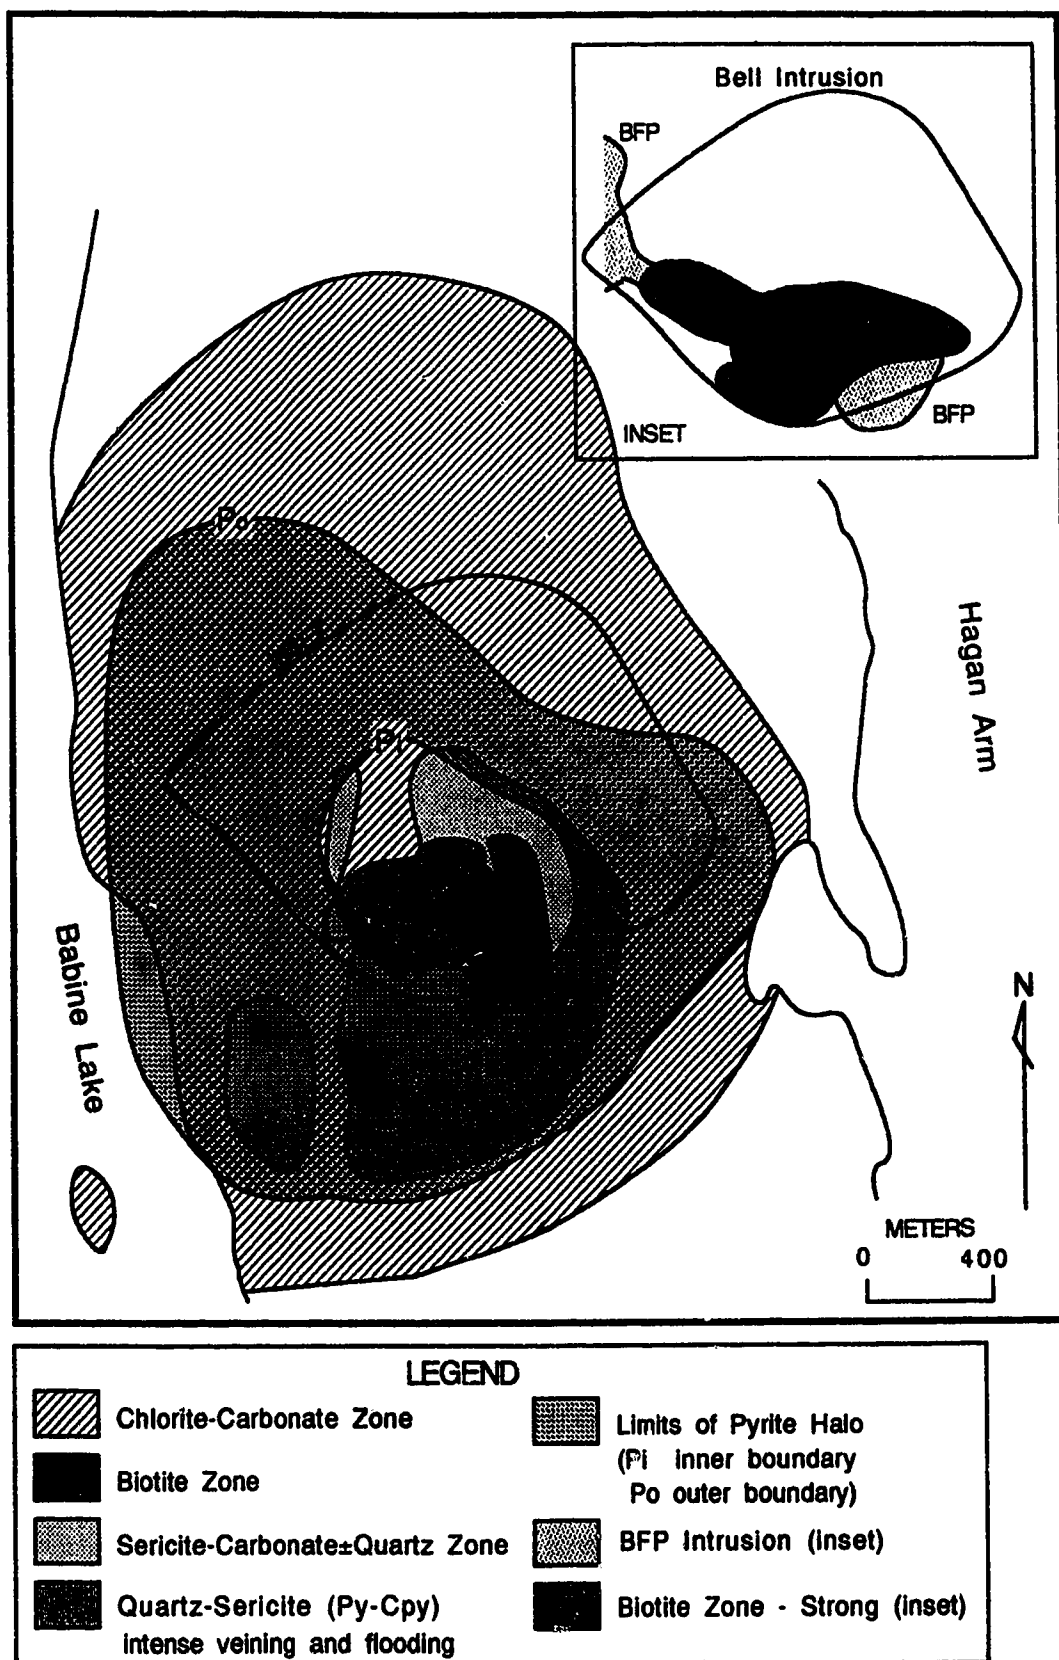 Bell Intrusion
BFP
BFP
INSET
Po
Pi
Hagan Arm
Babine Lake
N
METERS
0 400
LEGEND
Chlorite-Carbonate Zone
Biotite Zone
Sericite-Carbonate±Quartz Zone
Quartz-Sericite (Py-Cpy)
intense veining and flooding
Limits of Pyrite Halo
(Pi inner boundary
Po outer boundary)
BFP Intrusion (inset)
Biotite Zone - Strong (inset)